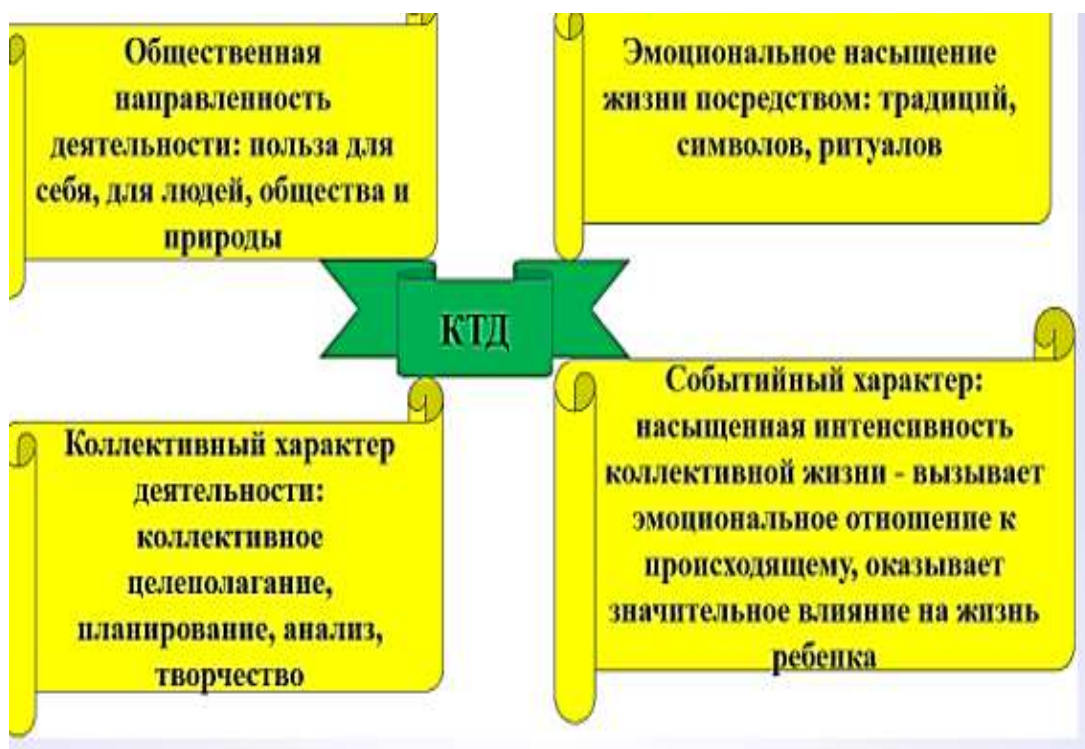 Общественная
направленность
деятельности: польза для
себя, для людей, общества и
природы
Эмоциональное насыщение
жизни посредством: традиций,
символов, ритуалов
КТД
Коллективный характер
деятельности:
коллективное
целеполагание,
планирование, анализ,
творчество
Событийный характер:
насыщенная интенсивность
коллективной жизни - вызывает
эмоциональное отношение к
происходящему, оказывает
значительное влияние на жизнь
ребенка